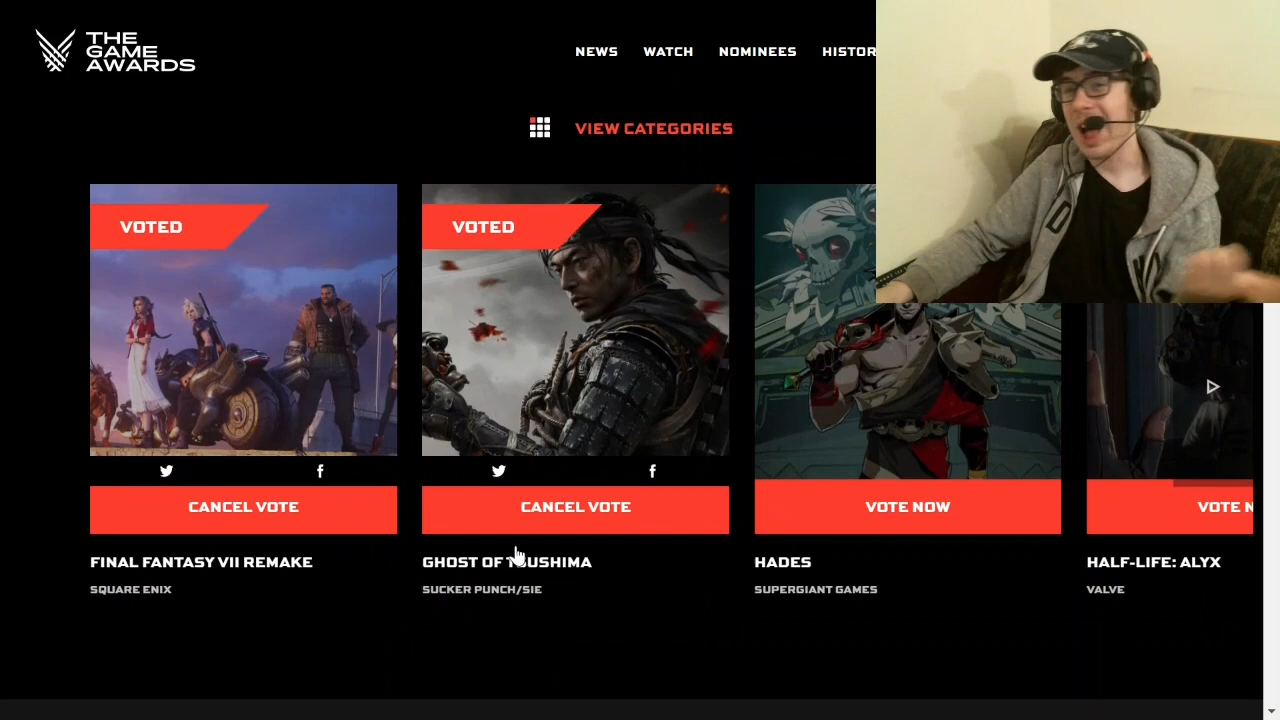 THE
GAME
AWARDS
NEWS WATCH NOMINEES HISTOR
VIEW CATEGORIES
VOTED VOTED
CANCEL VOTE CANCEL VOTE VOTE NOW VOTE N
FINAL FANTASY VII REMAKE GHOST OF TSUSHIMA HADES HALF-LIFE: ALYX
SQUARE ENIX SUCKER PUNCH/SIE SUPERGIANT GAMES VALVE